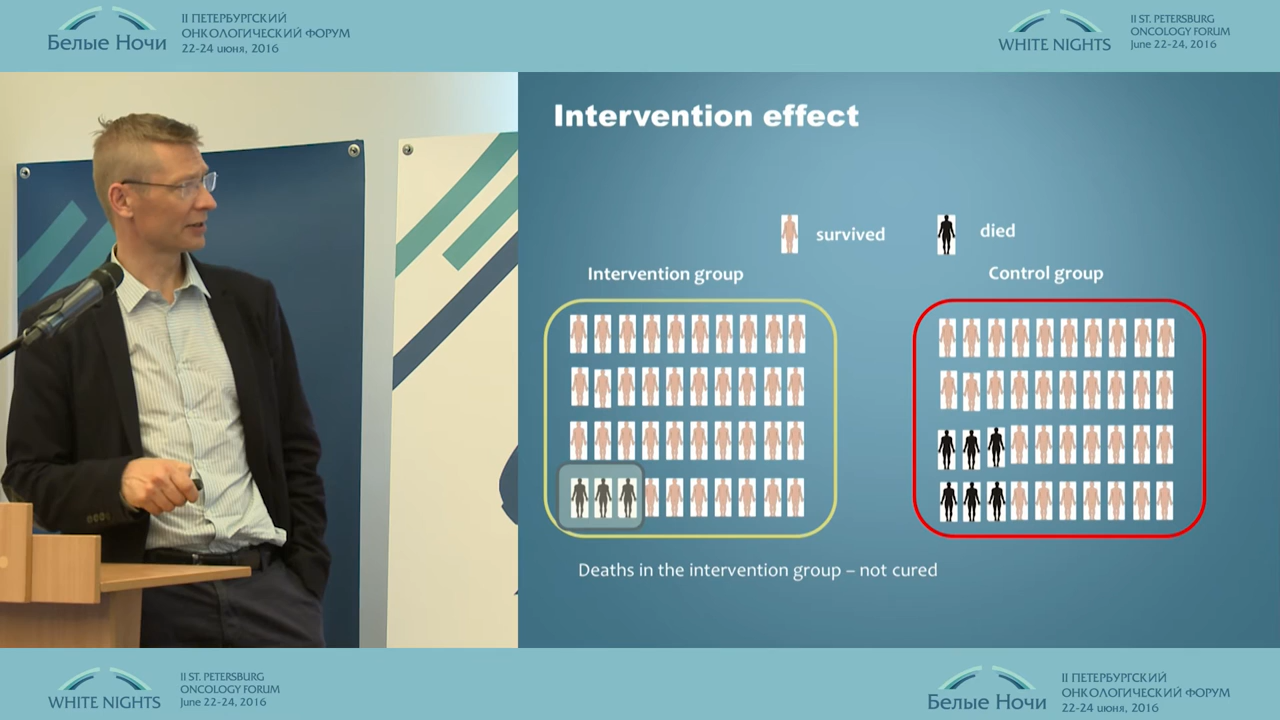 Белые Ночи
II ПЕТЕРБУРГСКИЙ
ОНКОЛОГИЧЕСКИЙ ФОРУМ
22-24 июня, 2016
WHITE NIGHTS
II ST. PETERSBURG
ONCOLOGY FORUM
June 22-24, 2016
Intervention effect
survived
died
Intervention group
Control group
Deaths in the intervention group – not cured
WHITE NIGHTS
II ST. PETERSBURG
ONCOLOGY FORUM
June 22-24, 2016
Белые Ночи
II ПЕТЕРБУРГСКИЙ
ОНКОЛОГИЧЕСКИЙ ФОРУМ
22-24 июня, 2016